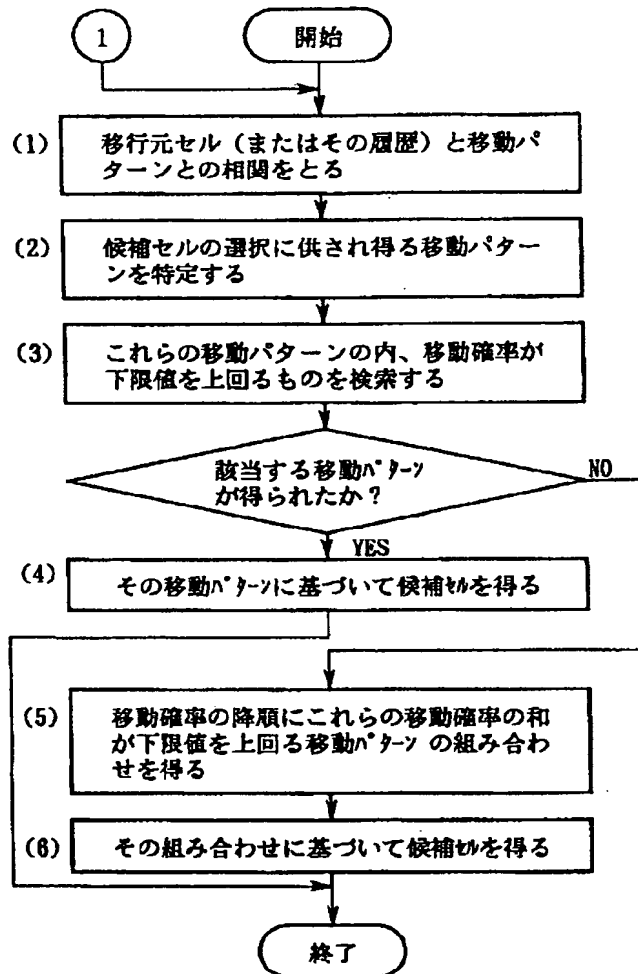 1
開始
(1) 移行元セル（またはその履歴）と移動パ
ターンとの相関をとる
(2) 候補セルの選択に供され得る移動パター
ンを特定する
(3) これらの移動パターンの内、移動確率が
下限値を上回るものを検索する
該当する移動パターン
が得られたか？
NO
YES
(4) その移動パターンに基づいて候補セルを得る
(5) 移動確率の降順にこれらの移動確率の和
が下限値を上回る移動パターン の組み合わ
せを得る
(6) その組み合わせに基づいて候補セルを得る
終了